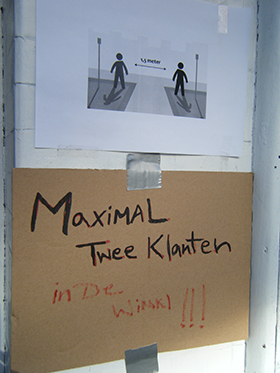 1,5 meter
MAXIMAL
Twee Klanten
in De
Winkl !!!